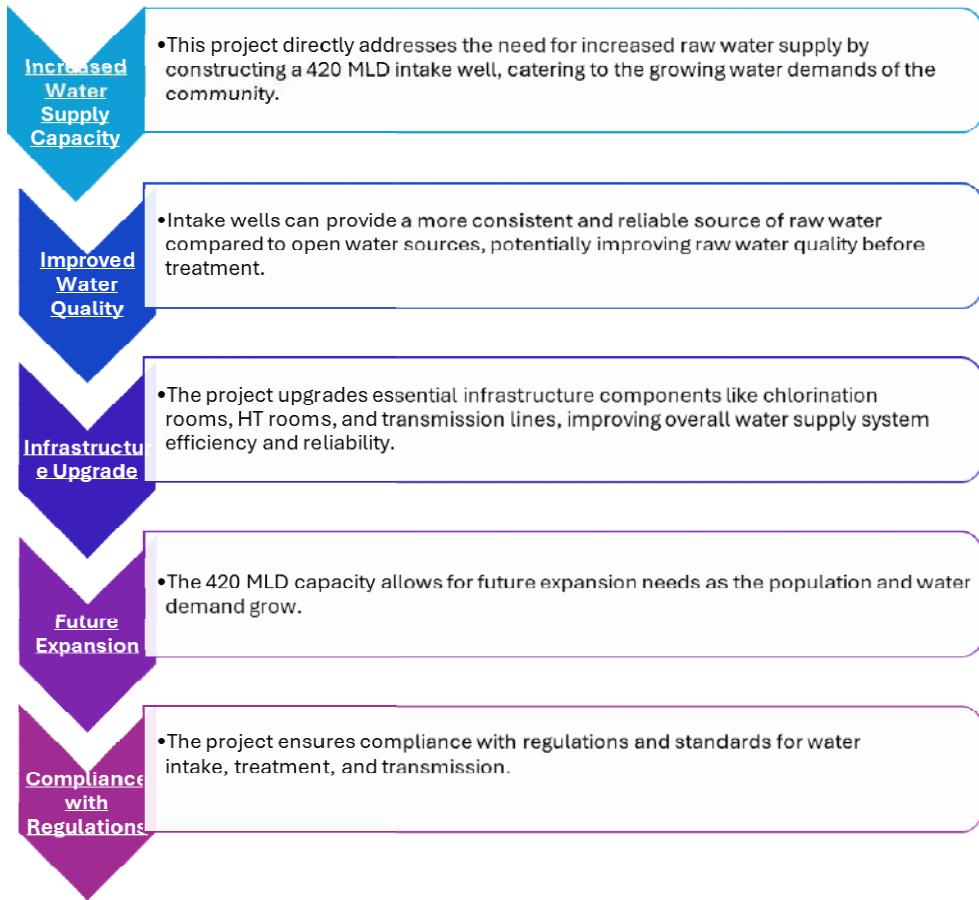 Increased
Water
Supply
Capacity
•This project directly addresses the need for increased raw water supply by
constructing a 420 MLD intake well, catering to the growing water demands of the
community.
Improved
Water
Quality
•Intake wells can provide a more consistent and reliable source of raw water
compared to open water sources, potentially improving raw water quality before
treatment.
Infrastructur
e Upgrade
•The project upgrades essential infrastructure components like chlorination
rooms, HT rooms, and transmission lines, improving overall water supply system
efficiency and reliability.
Future
Expansion
•The 420 MLD capacity allows for future expansion needs as the population and water
demand grow.
Compliance
with
Regulations
•The project ensures compliance with regulations and standards for water
intake, treatment, and transmission.